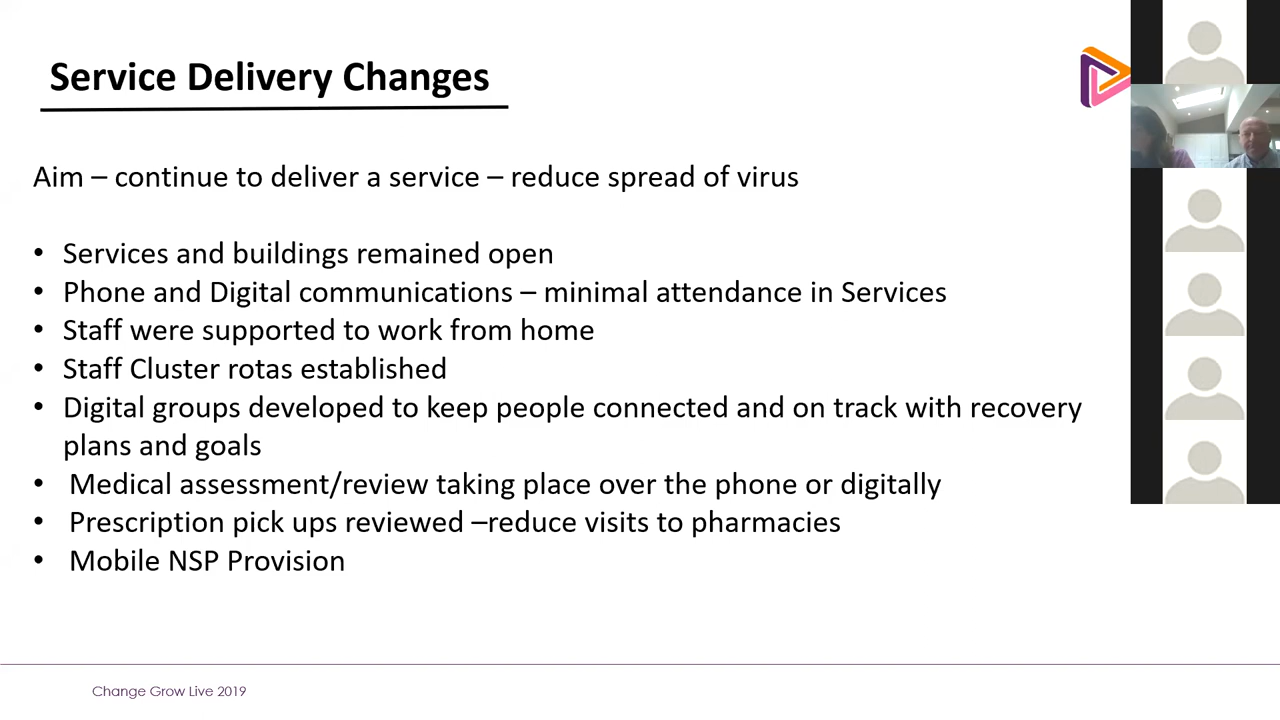 Service Delivery Changes
Aim – continue to deliver a service – reduce spread of virus
• Services and buildings remained open
• Phone and Digital communications – minimal attendance in Services
• Staff were supported to work from home
• Staff Cluster rotas established
• Digital groups developed to keep people connected and on track with recovery
plans and goals
• Medical assessment/review taking place over the phone or digitally
• Prescription pick ups reviewed –reduce visits to pharmacies
• Mobile NSP Provision
Change Grow Live 2019